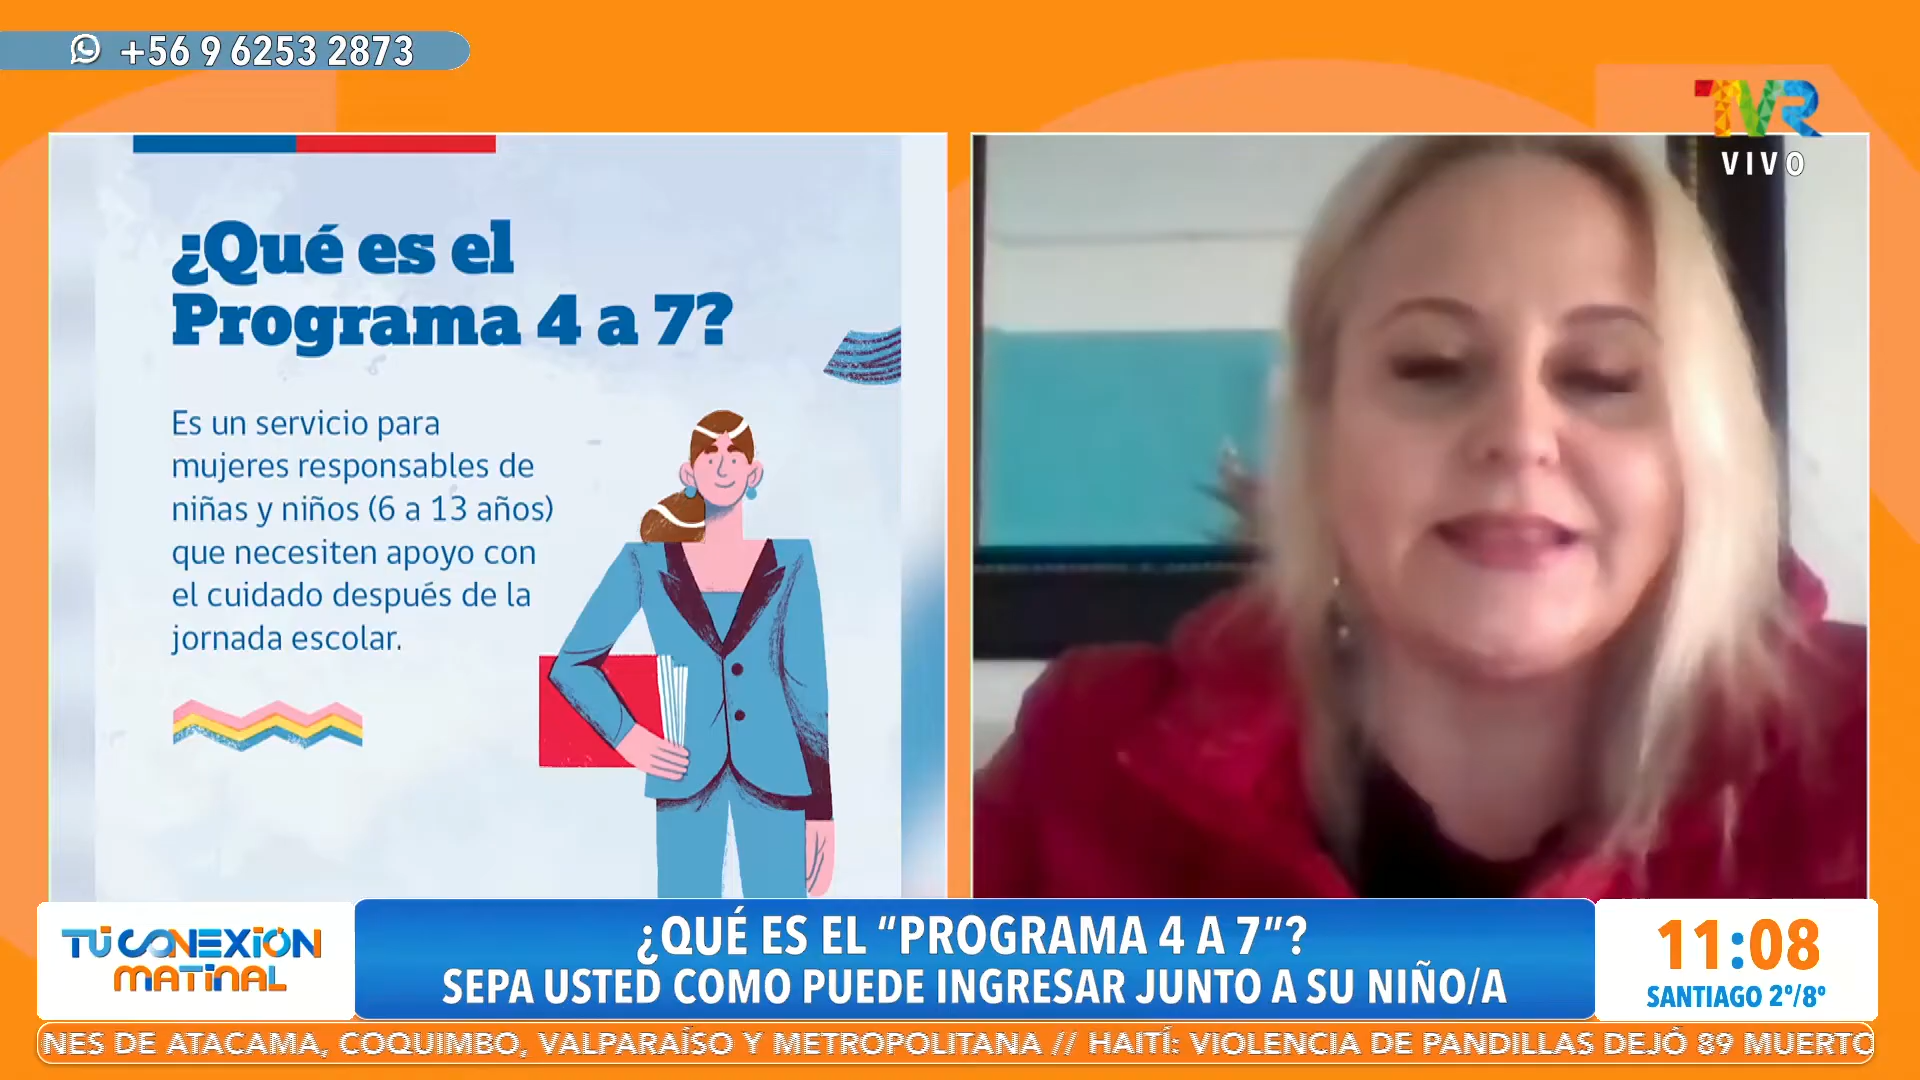 +56 9 6253 2873
TVR
VIVO
¿Qué es el
Programa 4 a 7?
Es un servicio para
mujeres responsables de
niñas y niños (6 a 13 años)
que necesiten apoyo con
el cuidado después de la
jornada escolar.
TÚ CONEXIÓN
MATINAL
¿QUÉ ES EL “PROGRAMA 4 A 7”?
SEPA USTED COMO PUEDE INGRESAR JUNTO A SU NIÑO/A
11:08
SANTIAGO 2°/8°
NES DE ATACAMA, COQUIMBO, VALPARAÍSO Y METROPOLITANA // HAITÍ: VIOLENCIA DE PANDILLAS DEJÓ 89 MUERTO